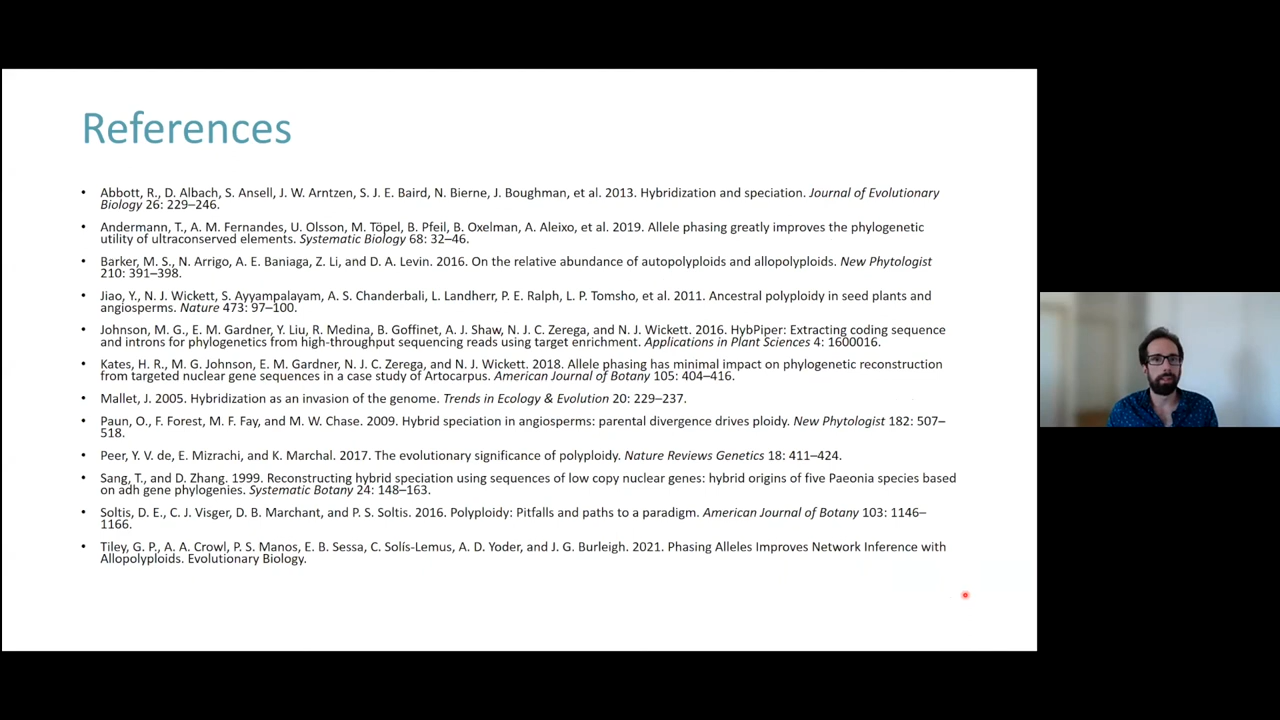 References
• Abbott, R., D. Albach, S. Ansell, J. W. Arntzen, S. J. E. Baird, N. Bierne, J. Boughman, et al. 2013. Hybridization and speciation. Journal of Evolutionary
Biology 26: 229–246.
• Andermann, T., A. M. Fernandes, U. Olsson, M. Töpel, B. Pfeil, B. Oxelman, A. Aleixo, et al. 2019. Allele phasing greatly improves the phylogenetic
utility of ultraconserved elements. Systematic Biology 68: 32–46.
• Barker, M. S., N. Arrigo, A. E. Baniaga, Z. Li, and D. A. Levin. 2016. On the relative abundance of autopolyploids and allopolyploids. New Phytologist
210: 391–398.
• Jiao, Y., N. J. Wickett, S. Ayyampalayam, A. S. Chanderbali, L. Landherr, P. E. Ralph, L. P. Tomsho, et al. 2011. Ancestral polyploidy in seed plants and
angiosperms. Nature 473: 97–100.
• Johnson, M. G., E. M. Gardner, Y. Liu, R. Medina, B. Goffinet, A. J. Shaw, N. J. C. Zerega, and N. J. Wickett. 2016. HybPiper: Extracting coding sequence
and introns for phylogenetics from high-throughput sequencing reads using target enrichment. Applications in Plant Sciences 4: 1600016.
• Kates, H. R., M. G. Johnson, E. M. Gardner, N. J. C. Zerega, and N. J. Wickett. 2018. Allele phasing has minimal impact on phylogenetic reconstruction
from targeted nuclear gene sequences in a case study of Artocarpus. American Journal of Botany 105: 404–416.
• Mallet, J. 2005. Hybridization as an invasion of the genome. Trends in Ecology & Evolution 20: 229–237.
• Paun, O., F. Forest, M. F. Fay, and M. W. Chase. 2009. Hybrid speciation in angiosperms: parental divergence drives ploidy. New Phytologist 182: 507–
518.
• Peer, Y. V. de, E. Mizrachi, and K. Marchal. 2017. The evolutionary significance of polyploidy. Nature Reviews Genetics 18: 411–424.
• Sang, T., and D. Zhang. 1999. Reconstructing hybrid speciation using sequences of low copy nuclear genes: hybrid origins of five Paeonia species based
on adh gene phylogenies. Systematic Botany 24: 148–163.
• Soltis, D. E., C. J. Visger, D. B. Marchant, and P. S. Soltis. 2016. Polyploidy: Pitfalls and paths to a paradigm. American Journal of Botany 103: 1146–
1166.
• Tiley, G. P., A. A. Crowl, P. S. Manos, E. B. Sessa, C. Solís-Lemus, A. D. Yoder, and J. G. Burleigh. 2021. Phasing Alleles Improves Network Inference with
Allopolyploids. Evolutionary Biology.